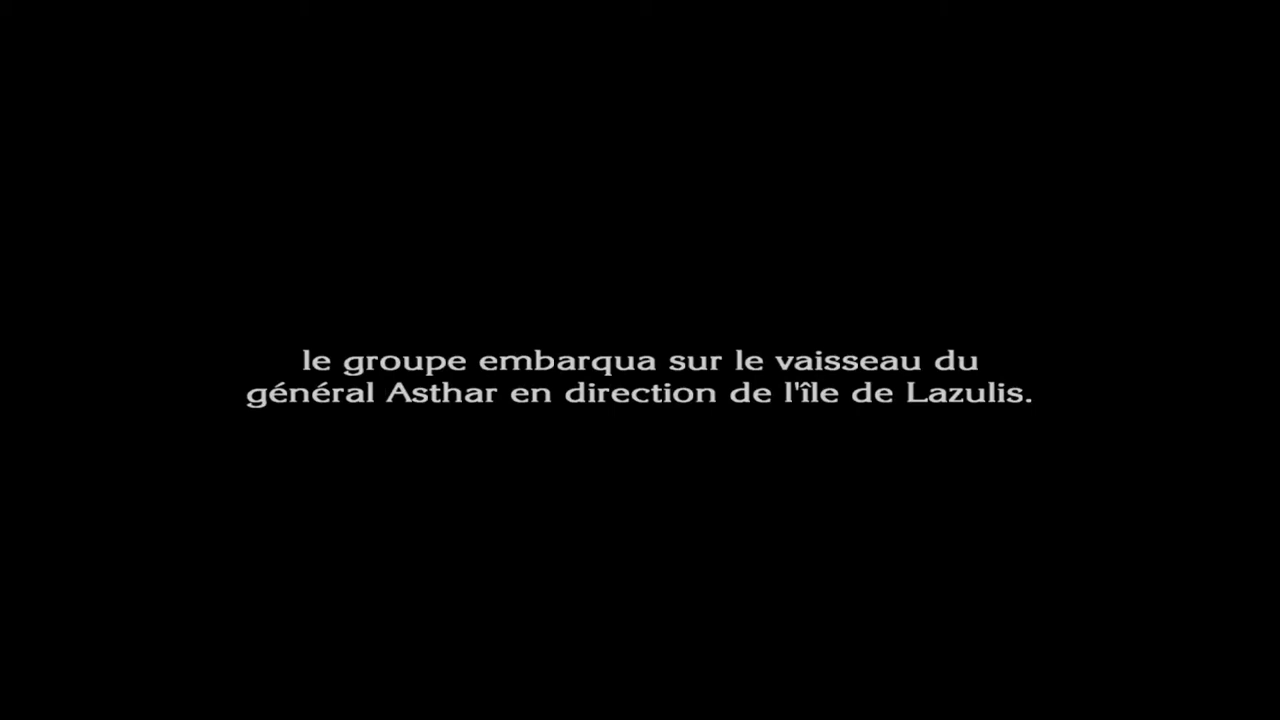 le groupe embarqua sur le vaisseau du
général Asthar en direction de l'île de Lazulis.